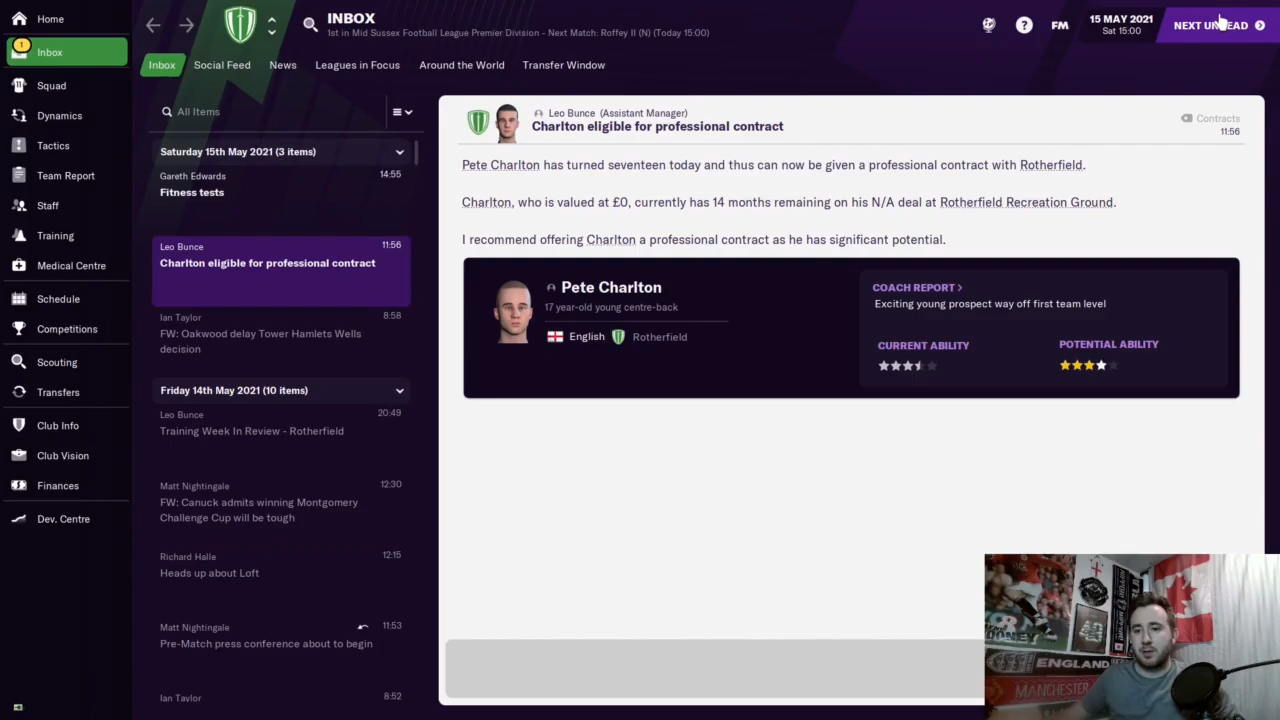 Home
Inbox
1
Squad
Dynamics
Tactics
Team Report
Staff
Training
Medical Centre
Schedule
Competitions
Scouting
Transfers
Club Info
Club Vision
Finances
Dev. Centre
INBOX
1st in Mid Sussex Football League Premier Division - Next Match: Roffey II (N) (Today 15:00)
?
FM
15 MAY 2021
Sat 15:00
NEXT UNREAD
Inbox
Social Feed
News
Leagues in Focus
Around the World
Transfer Window
All Items
Saturday 15th May 2021 (3 items)
Gareth Edwards 14:55
Fitness tests
Leo Bunce 11:56
Charlton eligible for professional contract
Ian Taylor 8:58
FW: Oakwood delay Tower Hamlets Wells
decision
Friday 14th May 2021 (10 items)
Leo Bunce 20:49
Training Week In Review - Rotherfield
Matt Nightingale 12:30
FW: Canuck admits winning Montgomery
Challenge Cup will be tough
Richard Halle 12:15
Heads up about Loft
Matt Nightingale 11:53
Pre-Match press conference about to begin
Ian Taylor 8:52
Leo Bunce (Assistant Manager)
Charlton eligible for professional contract
Contracts
11:56
Pete Charlton has turned seventeen today and thus can now be given a professional contract with Rotherfield.
Charlton, who is valued at £0, currently has 14 months remaining on his N/A deal at Rotherfield Recreation Ground.
I recommend offering Charlton a professional contract as he has significant potential.
Pete Charlton
17 year-old young centre-back
English
Rotherfield
COACH REPORT
Exciting young prospect way off first team level
CURRENT ABILITY
POTENTIAL ABILITY
ENGLAND
MANCHESTER